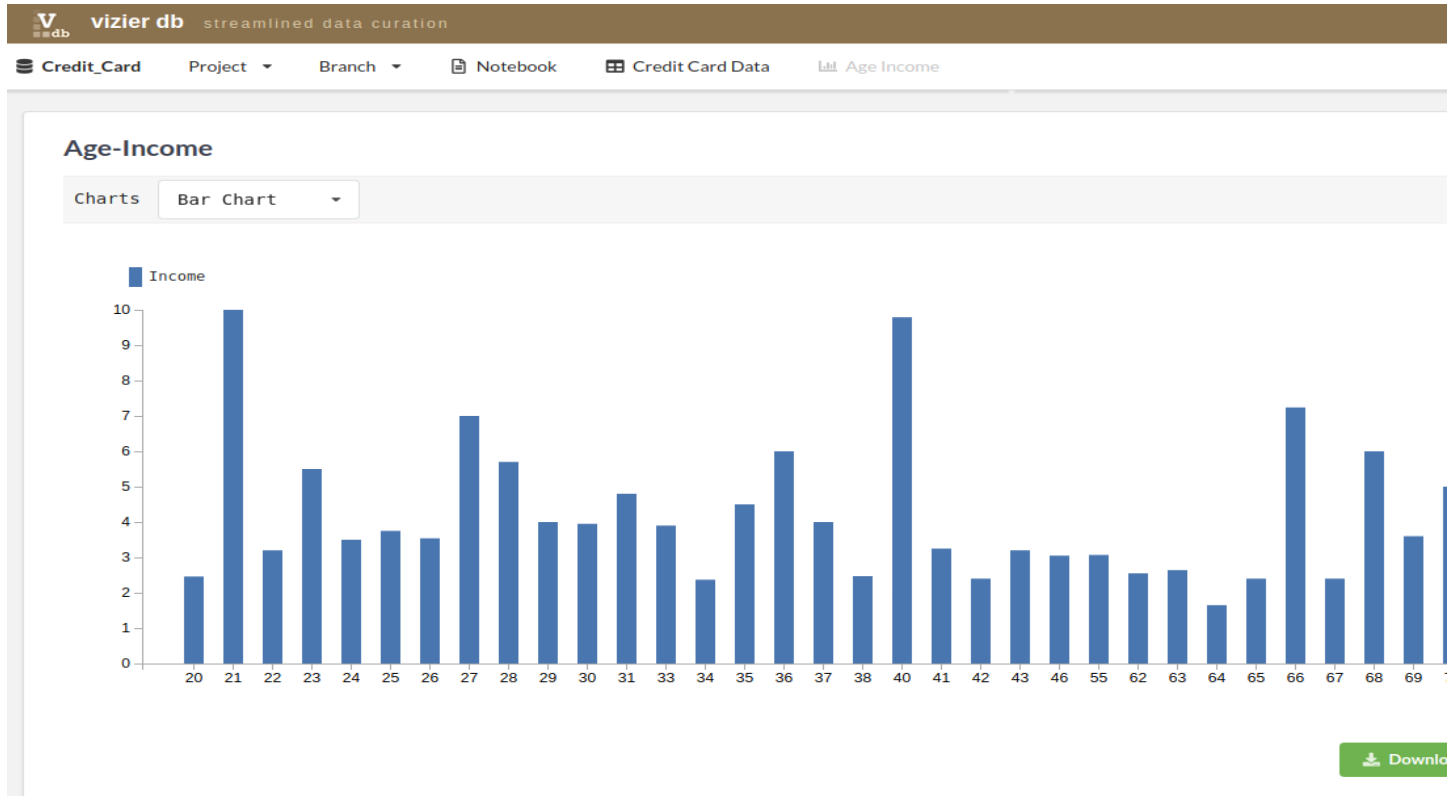 V db vizier db streamlined data curation
Credit_Card Project Branch Notebook Credit Card Data Age Income
Age-Income
Charts Bar Chart
Income
10
9
8
7
6
5
4
3
2
1
0
20 21 22 23 24 25 26 27 28 29 30 31 33 34 35 36 37 38 40 41 42 43 46 55 62 63 64 65 66 67 68 69
Downlo